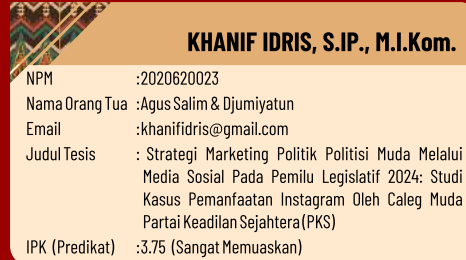 KHANIF IDRIS, S.IP., M.I.Kom.
NPM :2020620023
Nama Orang Tua :Agus Salim & Djumiyatun
Email :khanifidris@gmail.com
Judul Tesis : Strategi Marketing Politik Politisi Muda Melalui
Media Sosial Pada Pemilu Legislatif 2024: Studi
Kasus Pemanfaatan Instagram Oleh Caleg Muda
Partai Keadilan Sejahtera (PKS)
IPK (Predikat) :3.75 (Sangat Memuaskan)